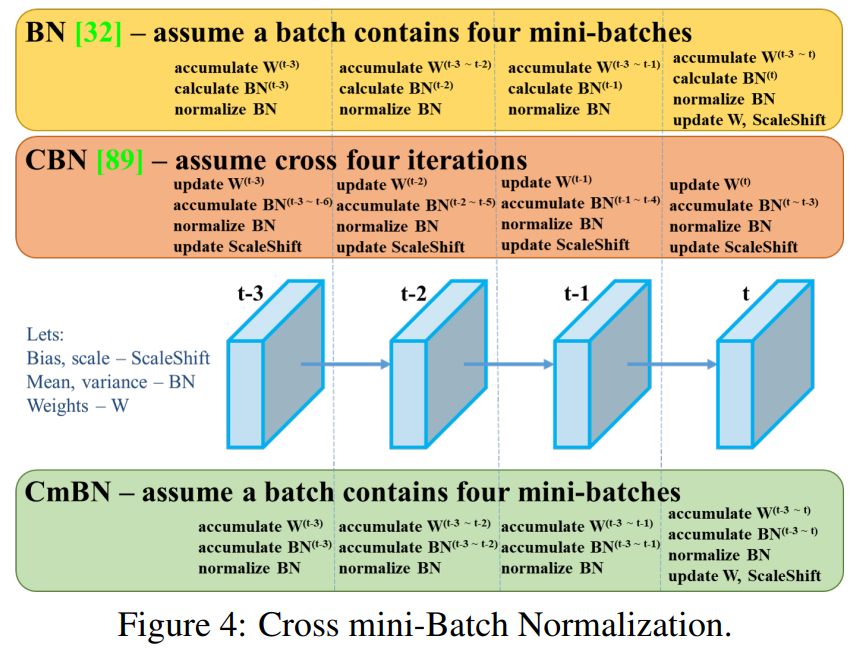 BN [32] – assume a batch contains four mini-batches
accumulate W(t-3)
calculate BN(t-3)
normalize BN
accumulate W(t-3 ~ t-2)
calculate BN(t-2)
normalize BN
accumulate W(t-3 ~ t-1)
calculate BN(t-1)
normalize BN
accumulate W(t-3 ~ t)
calculate BN(t)
normalize BN
update W, ScaleShift
CBN [89] – assume cross four iterations
update W(t-3)
accumulate BN(t-3 ~ t-6)
normalize BN
update ScaleShift
update W(t-2)
accumulate BN(t-2 ~ t-5)
normalize BN
update ScaleShift
update W(t-1)
accumulate BN(t-1 ~ t-4)
normalize BN
update ScaleShift
update W(t)
accumulate BN(t ~ t-3)
normalize BN
update ScaleShift
t-3
t-2
t-1
t
Lets:
Bias, scale – ScaleShift
Mean, variance – BN
Weights – W
CmBN – assume a batch contains four mini-batches
accumulate W(t-3)
accumulate BN(t-3)
normalize BN
accumulate W(t-3 ~ t-2)
accumulate BN(t-3 ~ t-2)
normalize BN
accumulate W(t-3 ~ t-1)
accumulate BN(t-3 ~ t-1)
normalize BN
accumulate W(t-3 ~ t)
accumulate BN(t-3 ~ t)
normalize BN
update W, ScaleShift
Figure 4: Cross mini-Batch Normalization.